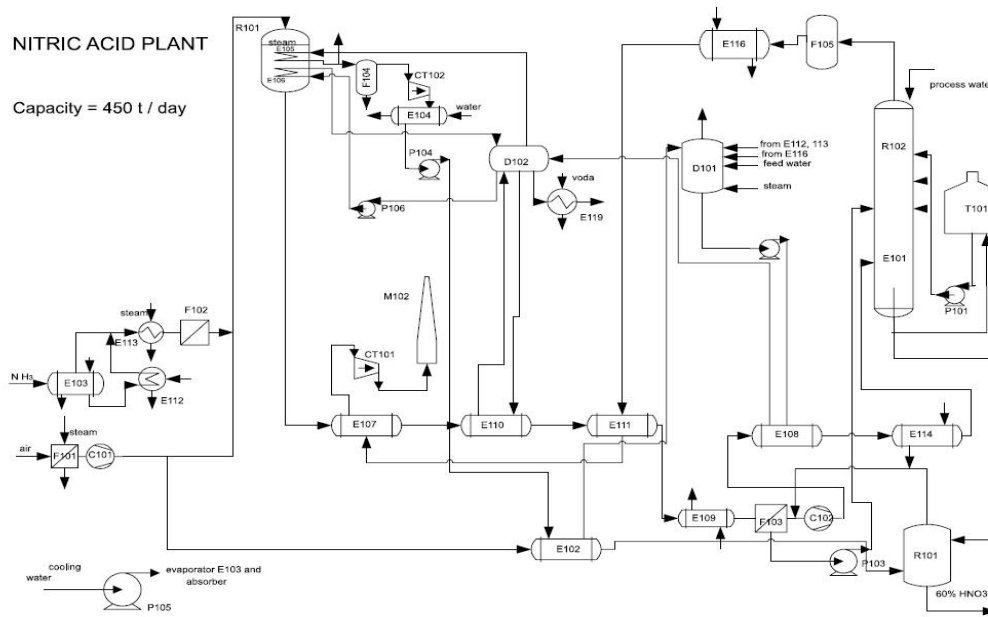 NITRIC ACID PLANT
Capacity = 450 t / day
R101
steam
E105
E106
F104
CT102
E104
water
P104
P106
D102
voda
E119
E116
F105
process wate
R102
E101
T101
P101
from E112, 113
from E116
feed water
D101
steam
M102
CT101
steam
F102
E113
N H3
E103
E112
steam
air
F101
C101
E107
E110
E111
E108
E114
E109
F103
C102
E102
P103
R101
60% HNO3
cooling
water
evaporator E103 and
absorber
P105